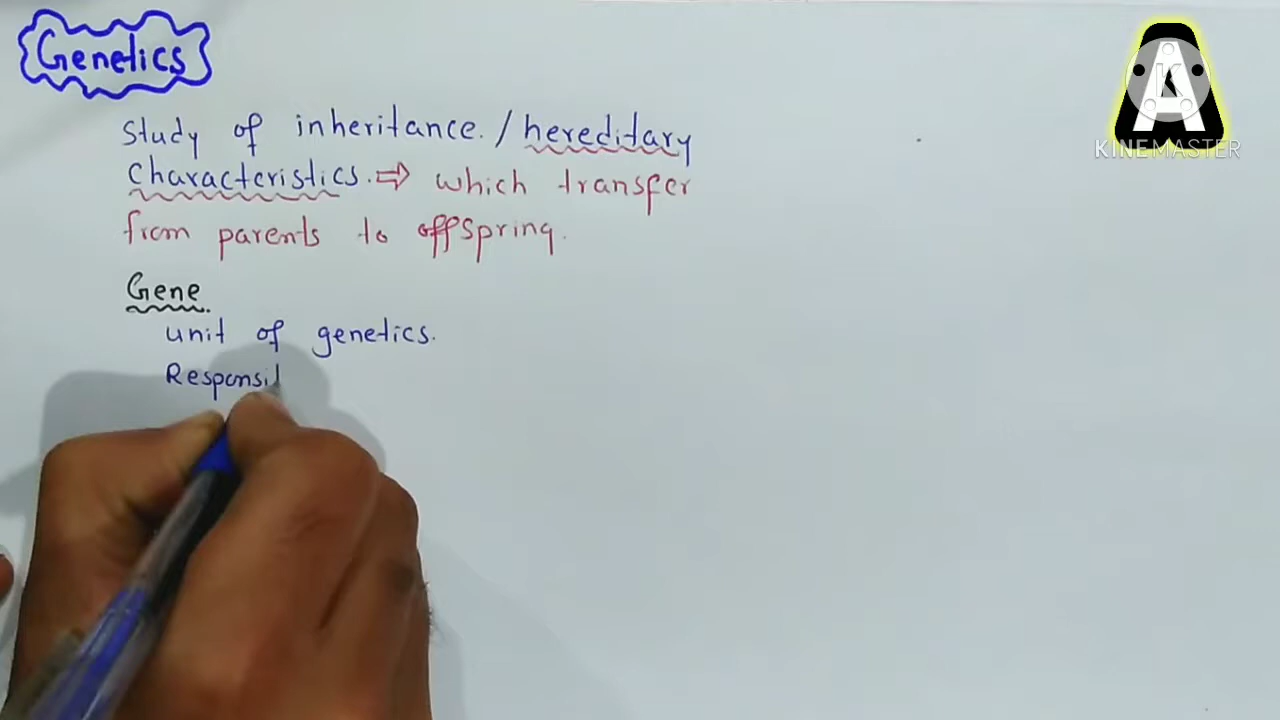 Genetics
Study of inheritance. / hereditary
Characteristics. ⇒ which transfer
from parents to offspring.
Gene
unit of genetics.
Responsi
K
KINEMASTER